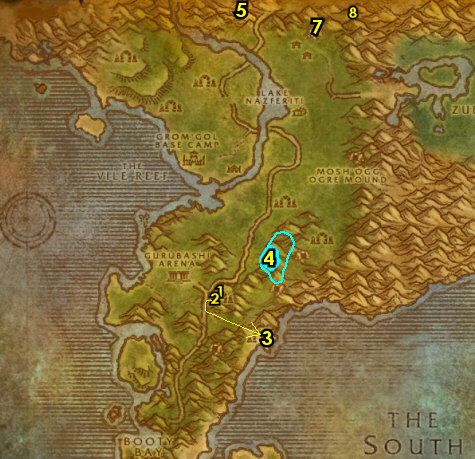 5
7
8
LAKE
NAZFERITI
ZU
GROM'GOL
BASE CAMP
THE
VILE REEF
MOSH'OGG
OGRE MOUND
GURUBASHI
ARENA
4
1
2
3
THE
SOUTH
BOOTY
BAY